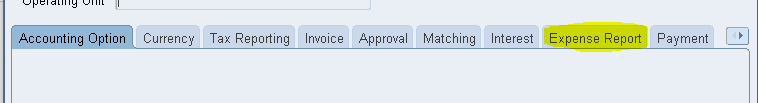 Operating Unit
Accounting Option Currency Tax Reporting Invoice Approval Matching Interest Expense Report Payment